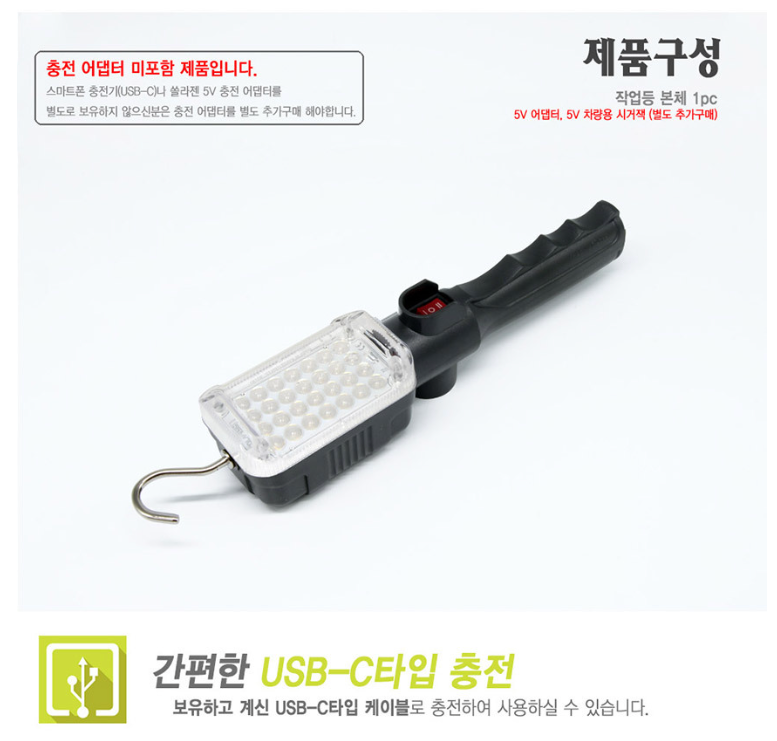 충전 어댑터 미포함 제품입니다.
스마트폰 충전기(USB-C)나 쏠라젠 5V 충전 어댑터를
별도로 보유하지 않으신분은 충전 어댑터를 별도 추가구매 해야합니다.
제품구성
작업등 본체 1pc
5V 어댑터, 5V 차량용 시거잭 (별도 추가구매)
간편한 USB-C타입 충전
보유하고 계신 USB-C타입 케이블로 충전하여 사용하실 수 있습니다.